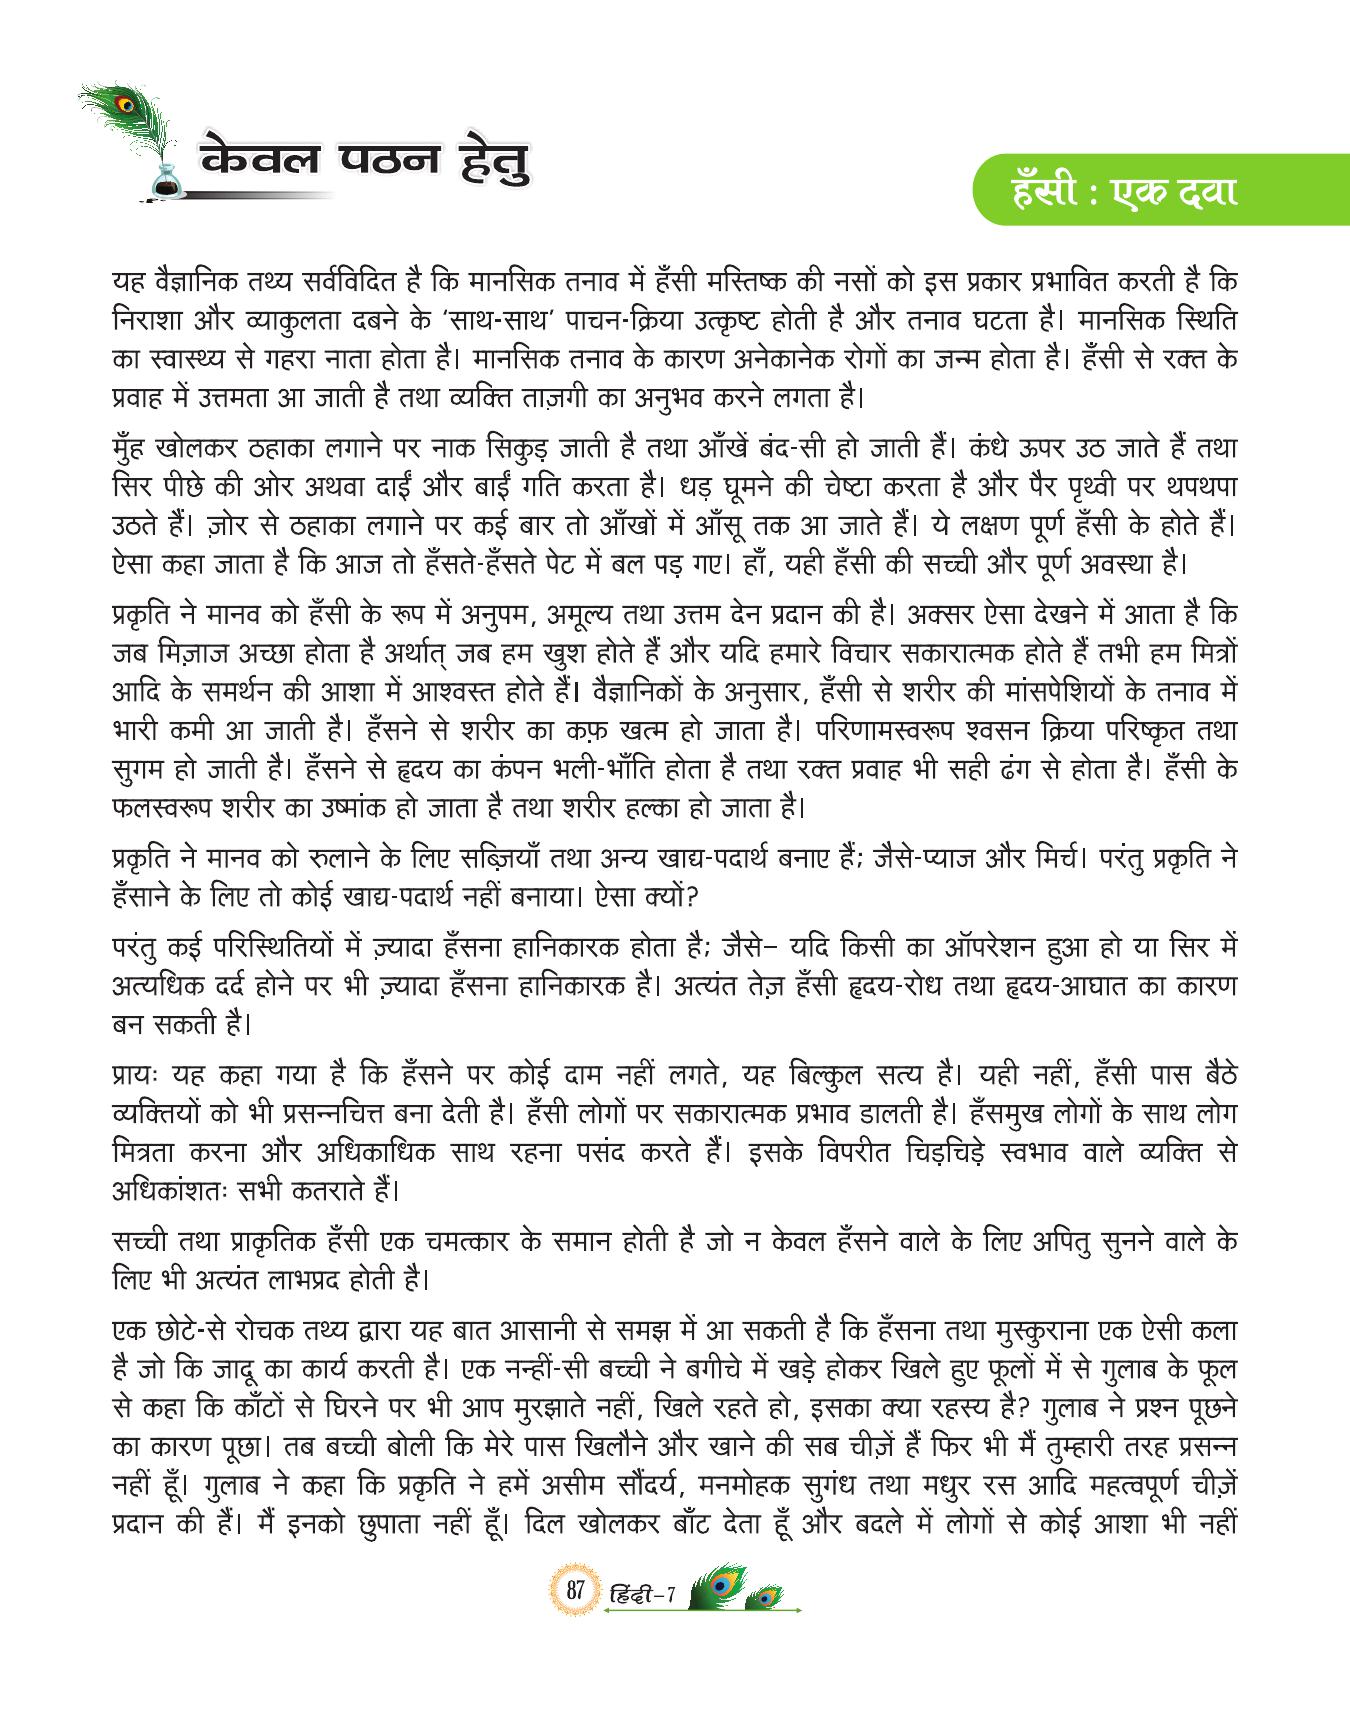 केवल पठन हेतु
हँसी : एक दवा
यह वैज्ञानिक तथ्य सर्वविदित है कि मानसिक तनाव में हँसी मस्तिष्क की नसों को इस प्रकार प्रभावित करती है कि
निराशा और व्याकुलता दबने के 'साथ-साथ' पाचन-क्रिया उत्कृष्ट होती है और तनाव घटता है। मानसिक स्थिति
का स्वास्थ्य से गहरा नाता होता है। मानसिक तनाव के कारण अनेकानेक रोगों का जन्म होता है। हँसी से रक्त के
प्रवाह में उत्तमता आ जाती है तथा व्यक्ति ताज़गी का अनुभव करने लगता है।
मुँह खोलकर ठहाका लगाने पर नाक सिकुड़ जाती है तथा आँखें बंद-सी हो जाती हैं। कंधे ऊपर उठ जाते हैं तथा
सिर पीछे की ओर अथवा दाईं और बाईं गति करता है। धड़ घूमने की चेष्टा करता है और पैर पृथ्वी पर थपथपा
उठते हैं। ज़ोर से ठहाका लगाने पर कई बार तो आँखों में आँसू तक आ जाते हैं। ये लक्षण पूर्ण हँसी के होते हैं।
ऐसा कहा जाता है कि आज तो हँसते-हँसते पेट में बल पड़ गए। हाँ, यही हँसी की सच्ची और पूर्ण अवस्था है।
प्रकृति ने मानव को हँसी के रूप में अनुपम, अमूल्य तथा उत्तम देन प्रदान की है। अक्सर ऐसा देखने में आता है कि
जब मिज़ाज अच्छा होता है अर्थात् जब हम खुश होते हैं और यदि हमारे विचार सकारात्मक होते हैं तभी हम मित्रों
आदि के समर्थन की आशा में आश्वस्त होते हैं। वैज्ञानिकों के अनुसार, हँसी से शरीर की मांसपेशियों के तनाव में
भारी कमी आ जाती है। हँसने से शरीर का कफ़ खत्म हो जाता है। परिणामस्वरूप श्वसन क्रिया परिष्कृत तथा
सुगम हो जाती है। हँसने से हृदय का कंपन भली-भाँति होता है तथा रक्त प्रवाह भी सही ढंग से होता है। हँसी के
फलस्वरूप शरीर का उष्मांक हो जाता है तथा शरीर हल्का हो जाता है।
प्रकृति ने मानव को रुलाने के लिए सब्ज़ियाँ तथा अन्य खाद्य-पदार्थ बनाए हैं; जैसे-प्याज और मिर्च। परंतु प्रकृति ने
हँसाने के लिए तो कोई खाद्य-पदार्थ नहीं बनाया। ऐसा क्यों?
परंतु कई परिस्थितियों में ज़्यादा हँसना हानिकारक होता है; जैसे– यदि किसी का ऑपरेशन हुआ हो या सिर में
अत्यधिक दर्द होने पर भी ज़्यादा हँसना हानिकारक है। अत्यंत तेज़ हँसी हृदय-रोध तथा हृदय-आघात का कारण
बन सकती है।
प्रायः यह कहा गया है कि हँसने पर कोई दाम नहीं लगते, यह बिल्कुल सत्य है। यही नहीं, हँसी पास बैठे
व्यक्तियों को भी प्रसन्नचित्त बना देती है। हँसी लोगों पर सकारात्मक प्रभाव डालती है। हँसमुख लोगों के साथ लोग
मित्रता करना और अधिकाधिक साथ रहना पसंद करते हैं। इसके विपरीत चिड़चिड़े स्वभाव वाले व्यक्ति से
अधिकांशतः सभी कतराते हैं।
सच्ची तथा प्राकृतिक हँसी एक चमत्कार के समान होती है जो न केवल हँसने वाले के लिए अपितु सुनने वाले के
लिए भी अत्यंत लाभप्रद होती है।
एक छोटे-से रोचक तथ्य द्वारा यह बात आसानी से समझ में आ सकती है कि हँसना तथा मुस्कुराना एक ऐसी कला
है जो कि जादू का कार्य करती है। एक नन्हीं-सी बच्ची ने बगीचे में खड़े होकर खिले हुए फूलों में से गुलाब के फूल
से कहा कि काँटों से घिरने पर भी आप मुरझाते नहीं, खिले रहते हो, इसका क्या रहस्य है? गुलाब ने प्रश्न पूछने
का कारण पूछा। तब बच्ची बोली कि मेरे पास खिलौने और खाने की सब चीज़ें हैं फिर भी मैं तुम्हारी तरह प्रसन्न
नहीं हूँ। गुलाब ने कहा कि प्रकृति ने हमें असीम सौंदर्य, मनमोहक सुगंध तथा मधुर रस आदि महत्वपूर्ण चीज़ें
प्रदान की हैं। मैं इनको छुपाता नहीं हूँ। दिल खोलकर बाँट देता हूँ और बदले में लोगों से कोई आशा भी नहीं
87 हिंदी–7